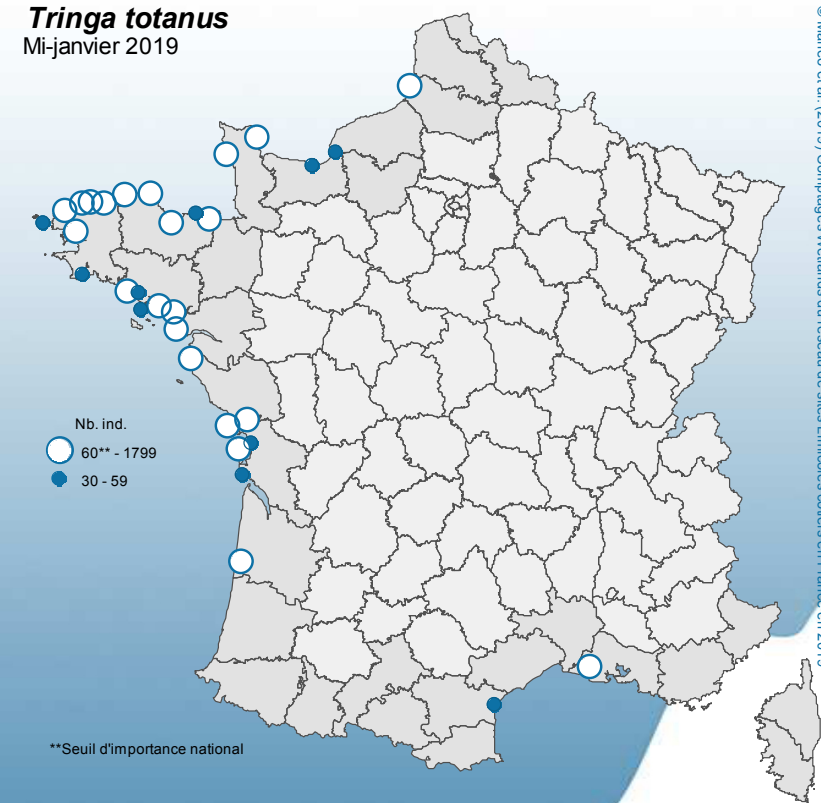 Tringa totanus
Mi-janvier 2019
Nb. ind.
60** - 1799
30 - 59
**Seuil d'importance national